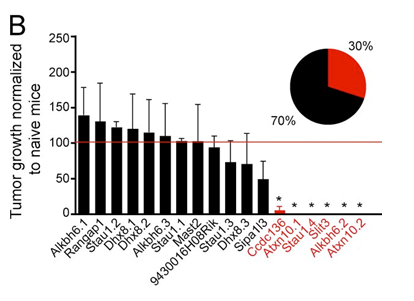 B
Tumor growth normalized
to naive mice
250
200
150
100
50
0
30%
70%
* * * * * *
Alkbh6.1
Rangap1
Stau1.2
Dhx8.1
Dhx8.2
Alkbh6.3
Stau1.1
Mast2
9430016H08Rik
Stau1.3
Dhx8.3
Sipa1l3
Ccdc136
Atxn10.1
Stau1.4
Slit3
Alkbh6.2
Atxn10.2